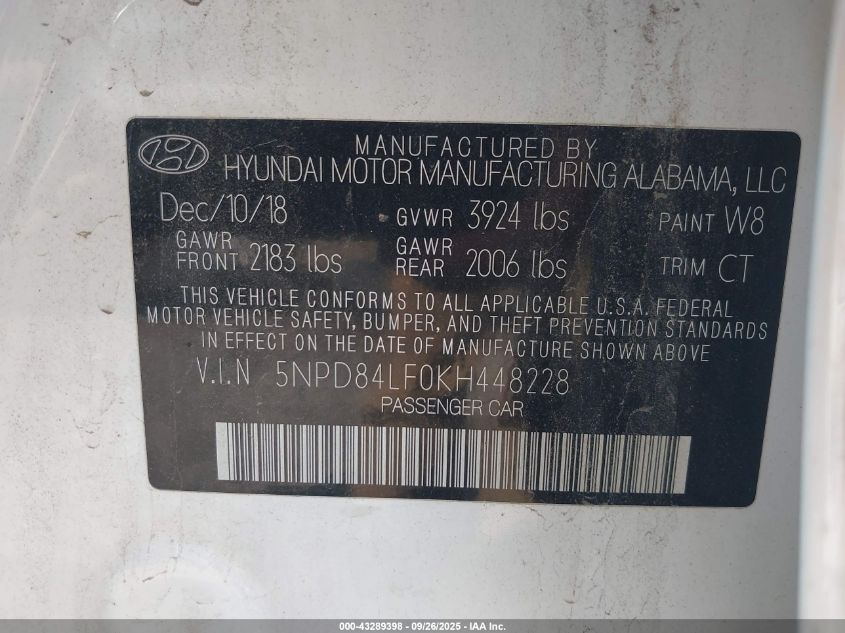 MANUFACTURED BY
HYUNDAI MOTOR MANUFACTURING ALABAMA, LLC
Dec/10/18 GVWR 3924 lbs PAINT W8
GAWR FRONT 2183 lbs GAWR REAR 2006 lbs TRIM CT
THIS VEHICLE CONFORMS TO ALL APPLICABLE U.S.A. FEDERAL
MOTOR VEHICLE SAFETY, BUMPER, AND THEFT PREVENTION STANDARDS
IN EFFECT ON THE DATE OF MANUFACTURE SHOWN ABOVE
V.I.N 5NPD84LF0KH448228
PASSENGER CAR
000-43289398 - 09/26/2025 - IAA Inc.